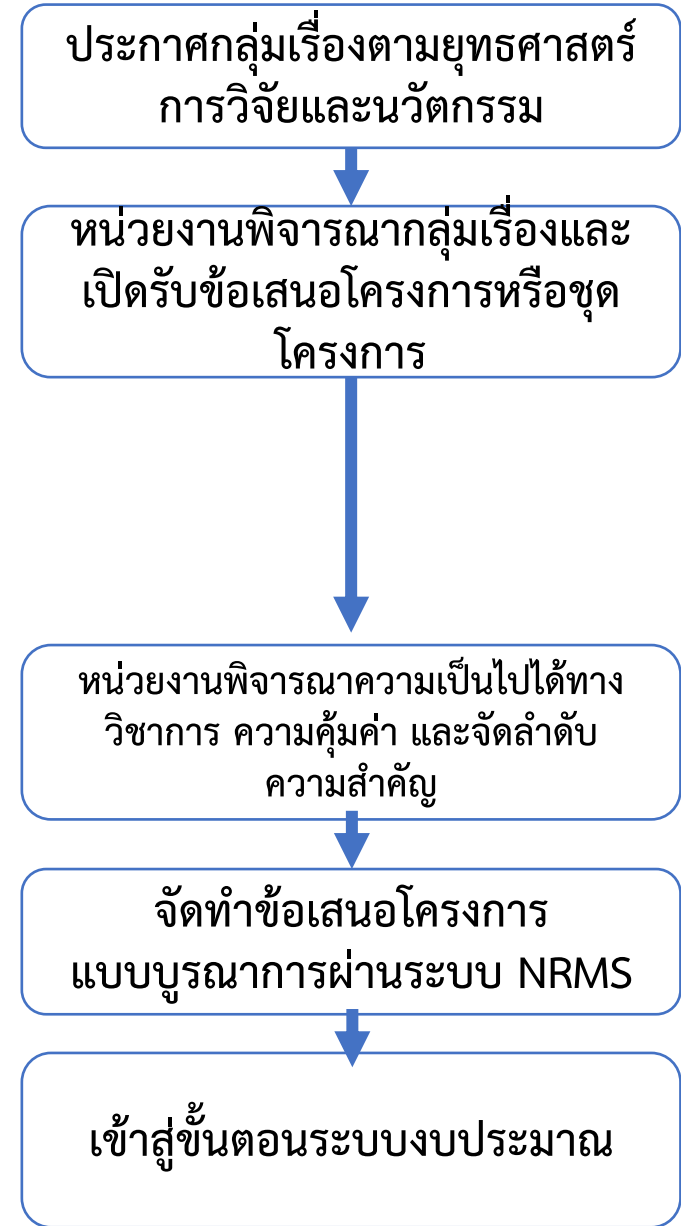 ประกาศกลุ่มเรื่องตามยุทธศาสตร์
การวิจัยและนวัตกรรม
หน่วยงานพิจารณากลุ่มเรื่องและ
เปิดรับข้อเสนอโครงการหรือชุด
โครงการ
หน่วยงานพิจารณาความเป็นไปได้ทาง
วิชาการ ความคุ้มค่า และจัดลำดับ
ความสำคัญ
จัดทำข้อเสนอโครงการ
แบบบูรณาการผ่านระบบ NRMS
เข้าสู่ขั้นตอนระบบงบประมาณ